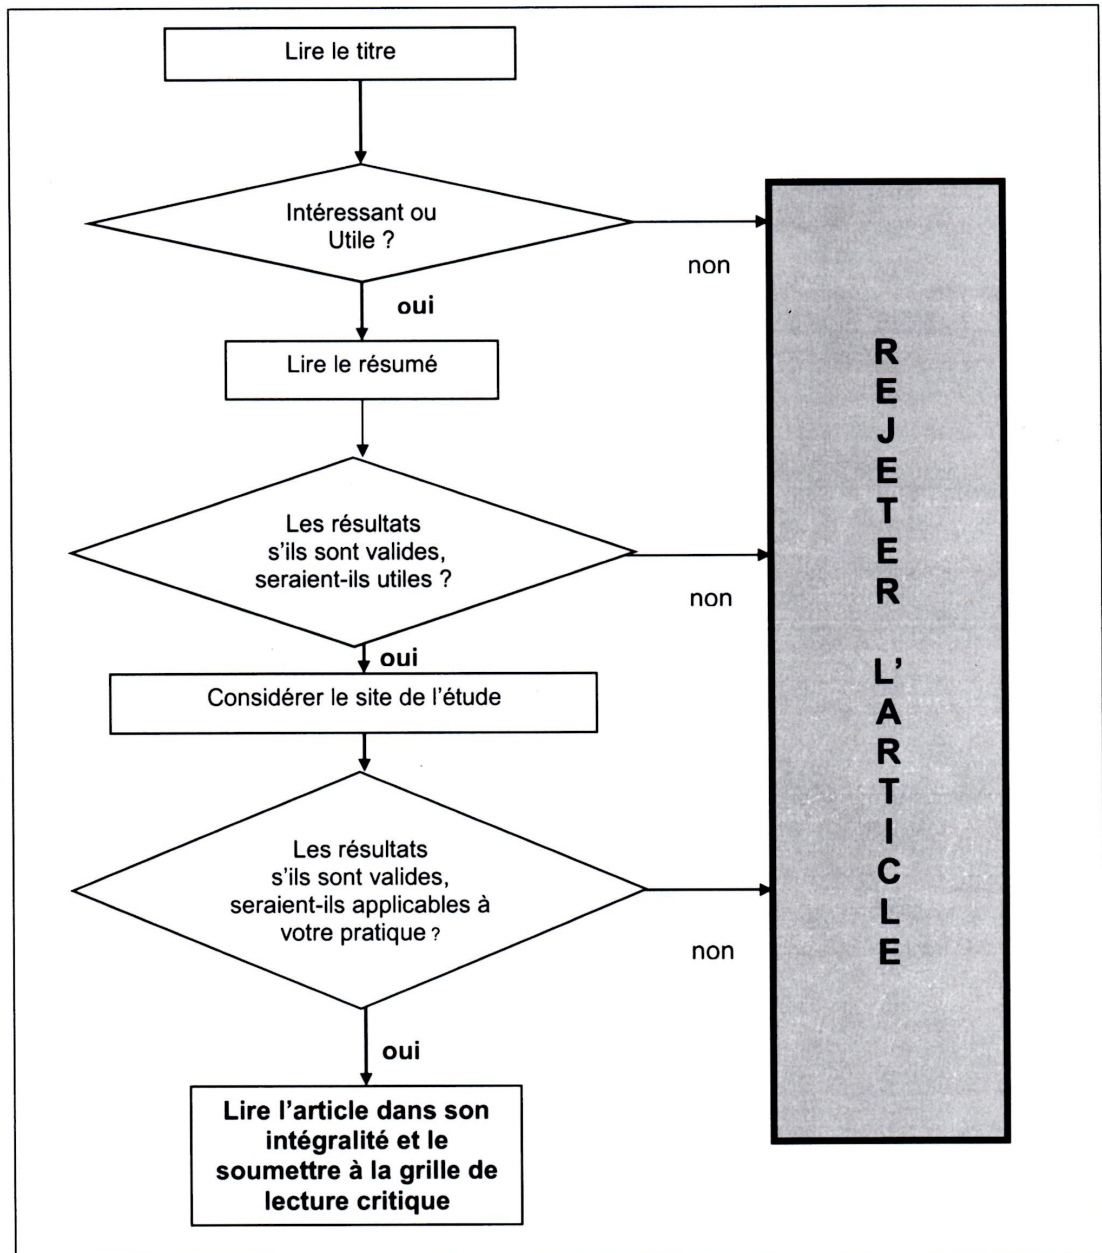 Lire le titre
Intéressant ou
Utile ?
non
oui
Lire le résumé
Les résultats
s'ils sont valides,
seraient-ils utiles ?
non
oui
Considérer le site de l'étude
Les résultats
s'ils sont valides,
seraient-ils applicables à
votre pratique ?
non
oui
Lire l'article dans son
intégralité et le
soumettre à la grille de
lecture critique
REJETER L'ARTICLE